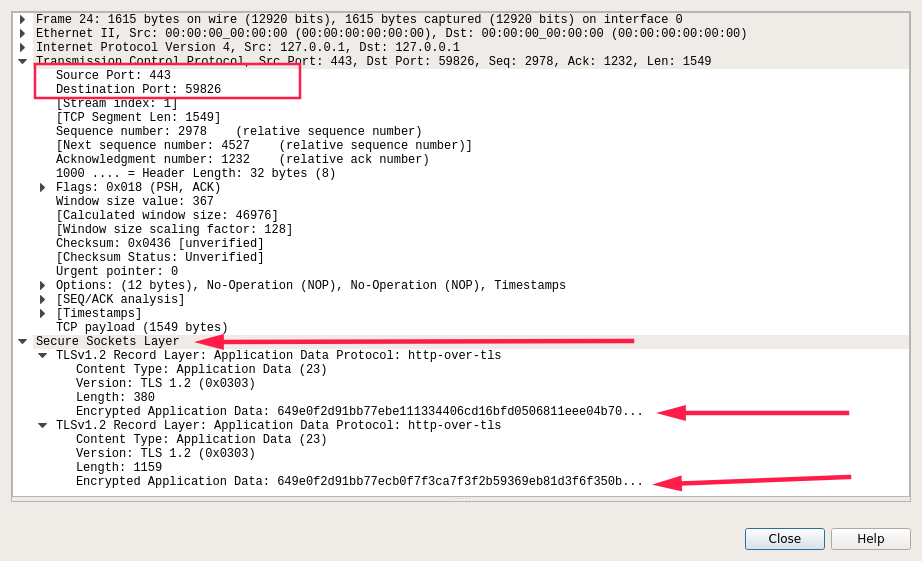 Frame 24: 1615 bytes on wire (12920 bits), 1615 bytes captured (12920 bits) on interface 0
Ethernet II, Src: 00:00:00_00:00:00 (00:00:00:00:00:00), Dst: 00:00:00_00:00:00 (00:00:00:00:00:00)
Internet Protocol Version 4, Src: 127.0.0.1, Dst: 127.0.0.1
Transmission Control Protocol, Src Port: 443, Dst Port: 59826, Seq: 2978, Ack: 1232, Len: 1549
Source Port: 443
Destination Port: 59826
[Stream index: 1]
[TCP Segment Len: 1549]
Sequence number: 2978    (relative sequence number)
[Next sequence number: 4527    (relative sequence number)]
Acknowledgment number: 1232    (relative ack number)
1000 .... = Header Length: 32 bytes (8)
Flags: 0x018 (PSH, ACK)
Window size value: 367
[Calculated window size: 46976]
[Window size scaling factor: 128]
Checksum: 0x0436 [unverified]
[Checksum Status: Unverified]
Urgent pointer: 0
Options: (12 bytes), No-Operation (NOP), No-Operation (NOP), Timestamps
[SEQ/ACK analysis]
[Timestamps]
TCP payload (1549 bytes)
Secure Sockets Layer
TLSv1.2 Record Layer: Application Data Protocol: http-over-tls
Content Type: Application Data (23)
Version: TLS 1.2 (0x0303)
Length: 380
Encrypted Application Data: 649e0f2d91bb77ebe111334406cd16bfd0506811eee04b70...
TLSv1.2 Record Layer: Application Data Protocol: http-over-tls
Content Type: Application Data (23)
Version: TLS 1.2 (0x0303)
Length: 1159
Encrypted Application Data: 649e0f2d91bb77ecb0f7f3ca7f3f2b59369eb81d3f6f350b...
Close
Help